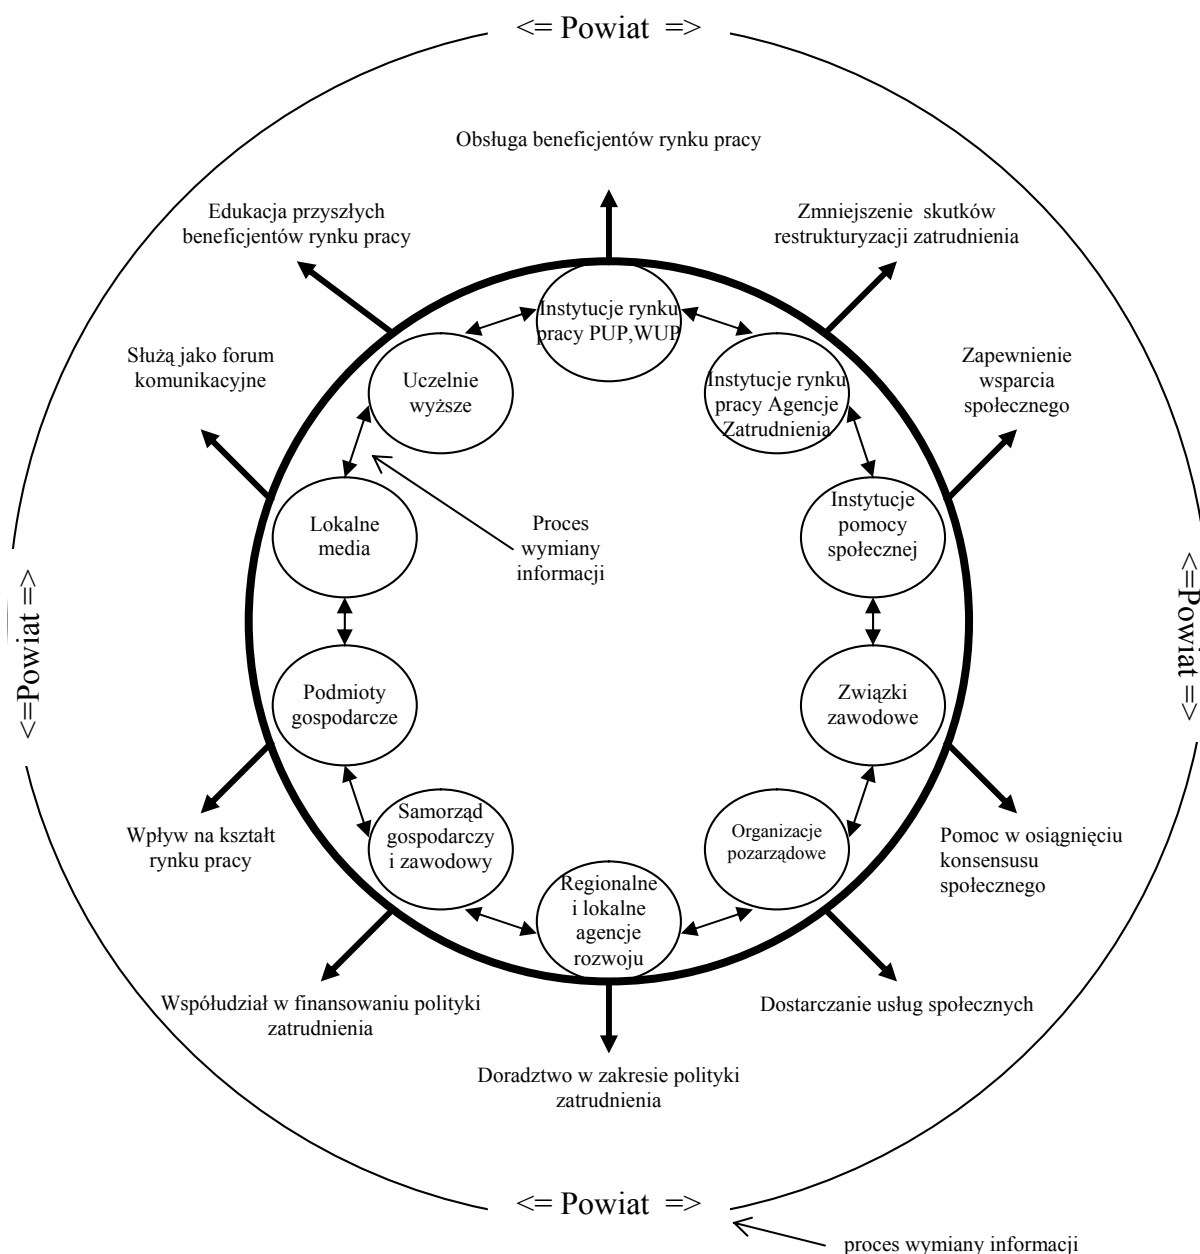 <= Powiat =>
Obsługa beneficjentów rynku pracy
Edukacja przyszłych
beneficjentów rynku pracy
Zmniejszenie skutków
restrukturyzacji zatrudnienia
Służą jako forum
komunikacyjne
Zapewnienie
wsparcia
społecznego
Instytucje rynku
pracy PUP,WUP
Uczelnie
wyższe
Instytucje rynku
pracy Agencje
Zatrudnienia
Lokalne
media
Proces
wymiany
informacji
Instytucje
pomocy
społecznej
<=Powiat =>
<=Powiat =>
Podmioty
gospodarcze
Związki
zawodowe
Samorząd
gospodarczy
i zawodowy
Organizacje
pozarządowe
Regionalne
i lokalne
agencje
rozwoju
Wpływ na kształt
rynku pracy
Pomoc w osiągnięciu
konsensusu
społecznego
Współudział w finansowaniu polityki
zatrudnienia
Dostarczanie usług społecznych
Doradztwo w zakresie polityki
zatrudnienia
<= Powiat =>
proces wymiany informacji